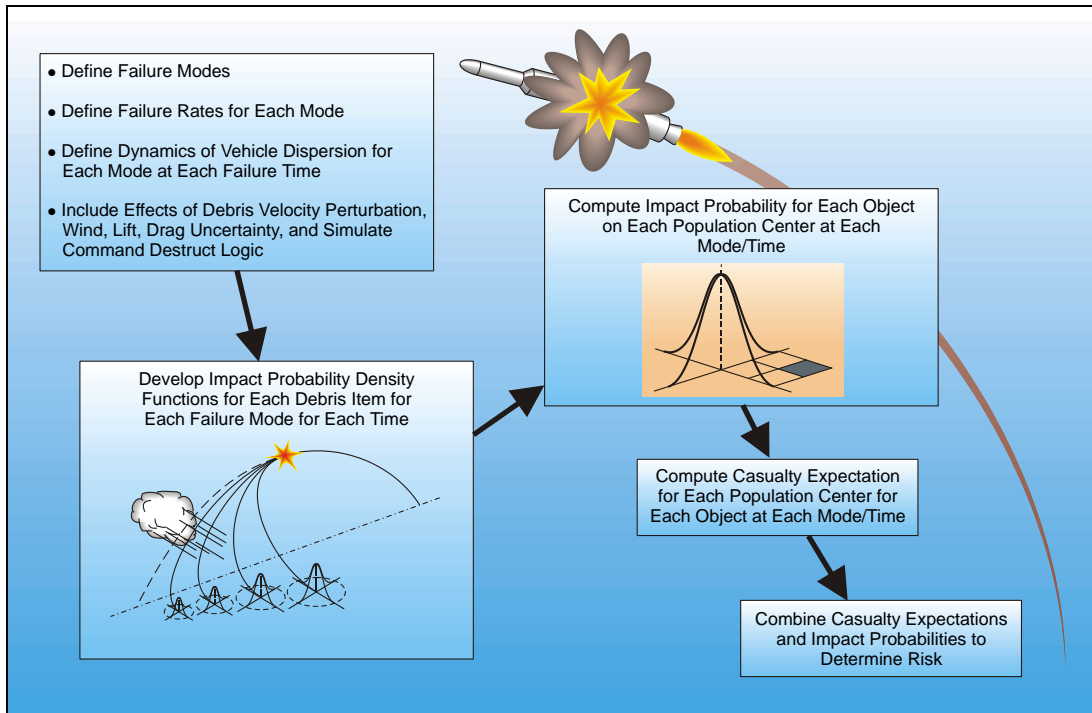 ● Define Failure Modes
● Define Failure Rates for Each Mode
● Define Dynamics of Vehicle Dispersion for
Each Mode at Each Failure Time
● Include Effects of Debris Velocity Perturbation,
Wind, Lift, Drag Uncertainty, and Simulate
Command Destruct Logic
Develop Impact Probability Density
Functions for Each Debris Item for
Each Failure Mode for Each Time
Compute Impact Probability for Each Object
on Each Population Center at Each
Mode/Time
Compute Casualty Expectation
for Each Population Center for
Each Object at Each Mode/Time
Combine Casualty Expectations
and Impact Probabilities to
Determine Risk